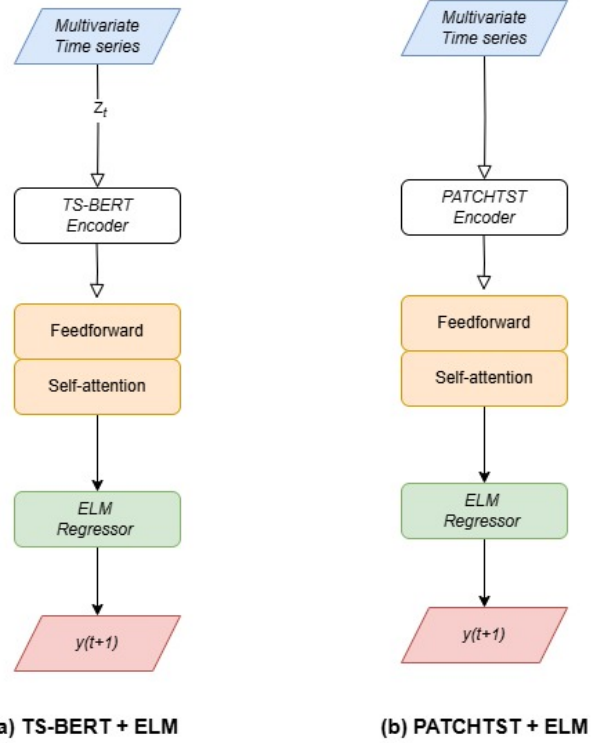 Multivariate
Time series
z_t
TS-BERT
Encoder
Feedforward
Self-attention
ELM
Regressor
y(t+1)
a) TS-BERT + ELM
Multivariate
Time series
PATCHTST
Encoder
Feedforward
Self-attention
ELM
Regressor
y(t+1)
(b) PATCHTST + ELM